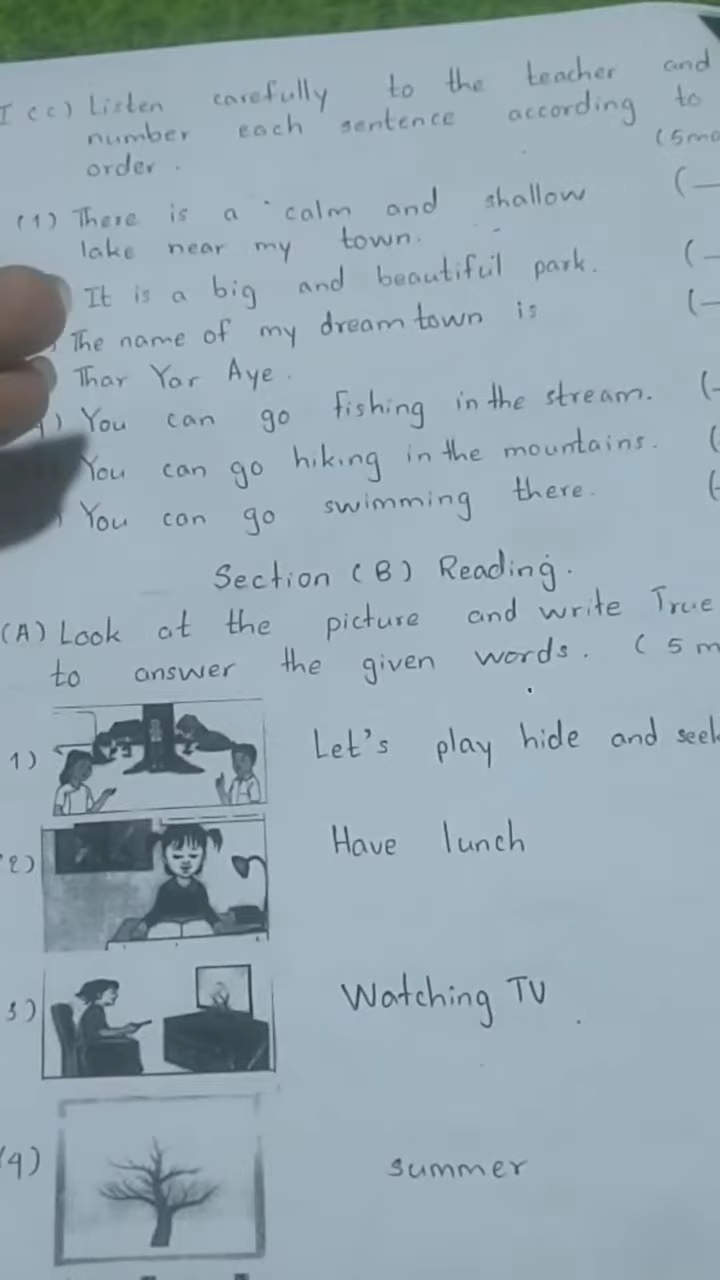 I (c) Listen carefully to the teacher and
number each sentence according to
order. (5ma
(1) There is a calm and shallow (—
lake near my town.
It is a big and beautiful park. (—
The name of my dream town is (—
Thar Yar Aye.
) You can go fishing in the stream. (—
You can go hiking in the mountains. (
) You can go swimming there. (—
Section (B) Reading.
(A) Look at the picture and write True
to answer the given words. (5 m
1) Let's play hide and seek
2) Have lunch
3) Watching TV.
(4) summer